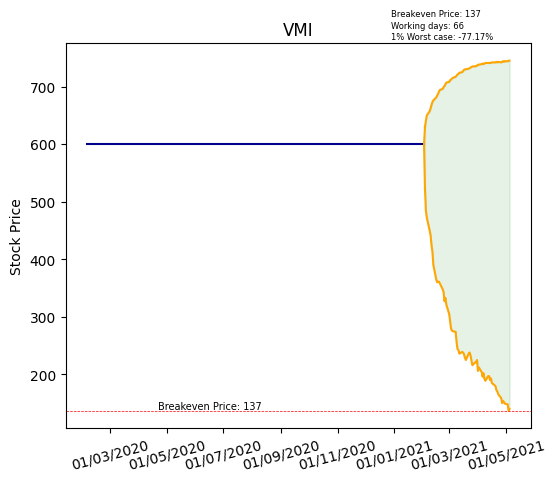 Breakeven Price: 137
Working days: 66
1% Worst case: -77.17%
VMI
Stock Price
700
600
500
400
300
200
Breakeven Price: 137
01/03/2020 01/05/2020 01/07/2020 01/09/2020 01/11/2020 01/01/2021 01/03/2021 01/05/2021